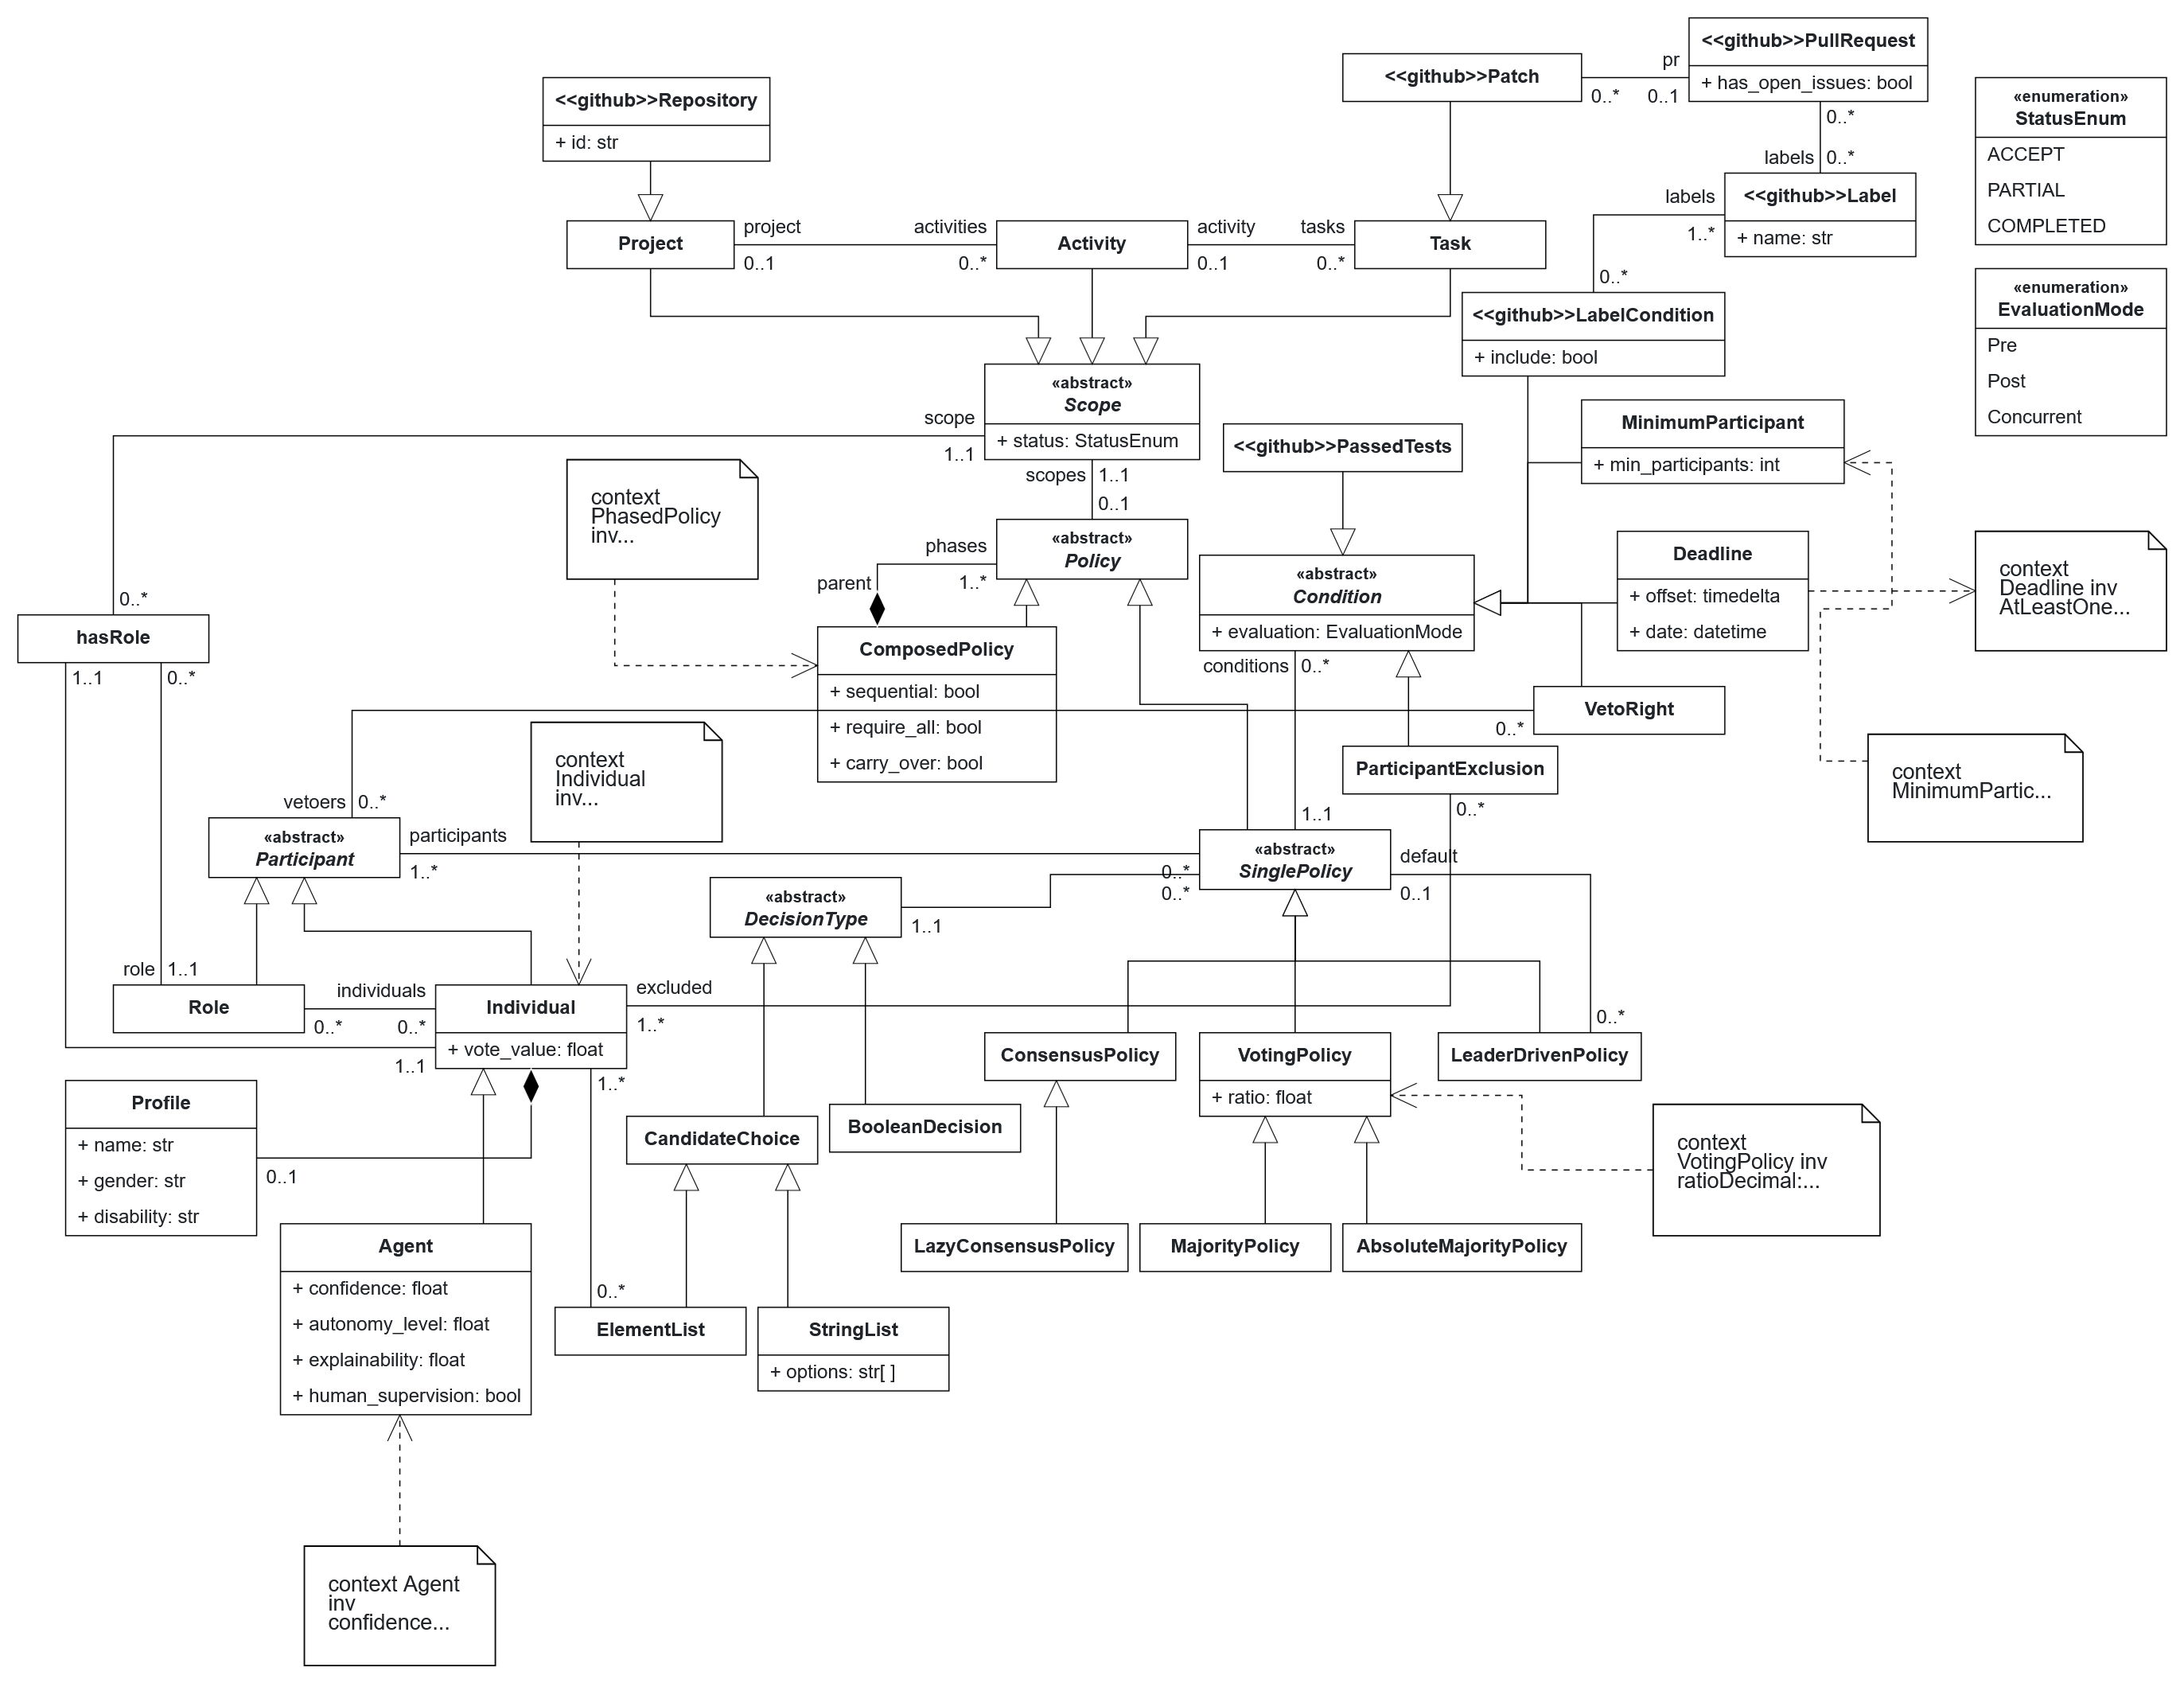 <<github>>PullRequest
+ has_open_issues: bool
<<github>>Patch
pr
0..*
0..1
<<github>>Repository
+ id: str
«enumeration»
StatusEnum
ACCEPT
PARTIAL
COMPLETED
0..*
labels
0..*
<<github>>Label
+ name: str
labels
1..*
0..*
Project
project
0..1
activities
0..*
Activity
activity
0..1
tasks
0..*
Task
«enumeration»
EvaluationMode
Pre
Post
Concurrent
<<github>>LabelCondition
+ include: bool
«abstract»
Scope
+ status: StatusEnum
scope
1..1
scopes
1..1
0..1
<<github>>PassedTests
MinimumParticipant
+ min_participants: int
context
PhasedPolicy
inv...
«abstract»
Policy
phases
1..*
parent
«abstract»
Condition
+ evaluation: EvaluationMode
Deadline
+ offset: timedelta
+ date: datetime
context
Deadline inv
AtLeastOne...
0..*
hasRole
1..1
0..*
ComposedPolicy
+ sequential: bool
+ require_all: bool
+ carry_over: bool
conditions
0..*
VetoRight
0..*
context
Individual
inv...
ParticipantExclusion
0..*
context
MinimumPartic...
vetoers
0..*
«abstract»
Participant
participants
1..*
1..1
«abstract»
SinglePolicy
0..*
0..*
default
0..1
«abstract»
DecisionType
1..1
role
1..1
Role
individuals
0..*
0..*
Individual
+ vote_value: float
excluded
1..*
1..1
1..*
ConsensusPolicy
VotingPolicy
+ ratio: float
0..*
LeaderDrivenPolicy
Profile
+ name: str
+ gender: str
+ disability: str
0..1
CandidateChoice
BooleanDecision
context
VotingPolicy inv
ratioDecimal:...
Agent
+ confidence: float
+ autonomy_level: float
+ explainability: float
+ human_supervision: bool
LazyConsensusPolicy
MajorityPolicy
AbsoluteMajorityPolicy
0..*
ElementList
StringList
+ options: str[ ]
context Agent
inv
confidence...